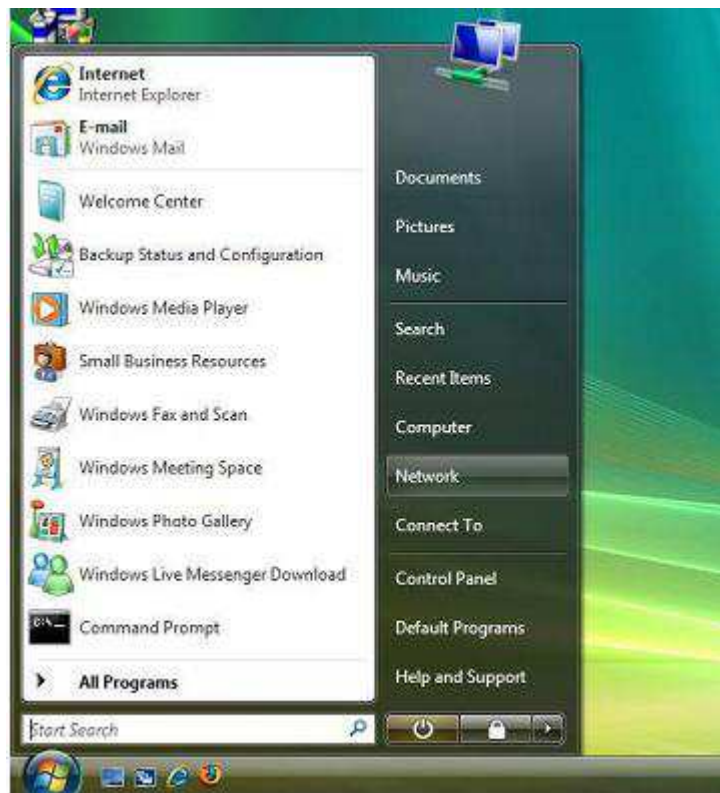 Internet
Internet Explorer
E-mail
Windows Mail
Welcome Center
Backup Status and Configuration
Windows Media Player
Small Business Resources
Windows Fax and Scan
Windows Meeting Space
Windows Photo Gallery
Windows Live Messenger Download
Command Prompt
All Programs
Start Search
Documents
Pictures
Music
Search
Recent Items
Computer
Network
Connect To
Control Panel
Default Programs
Help and Support